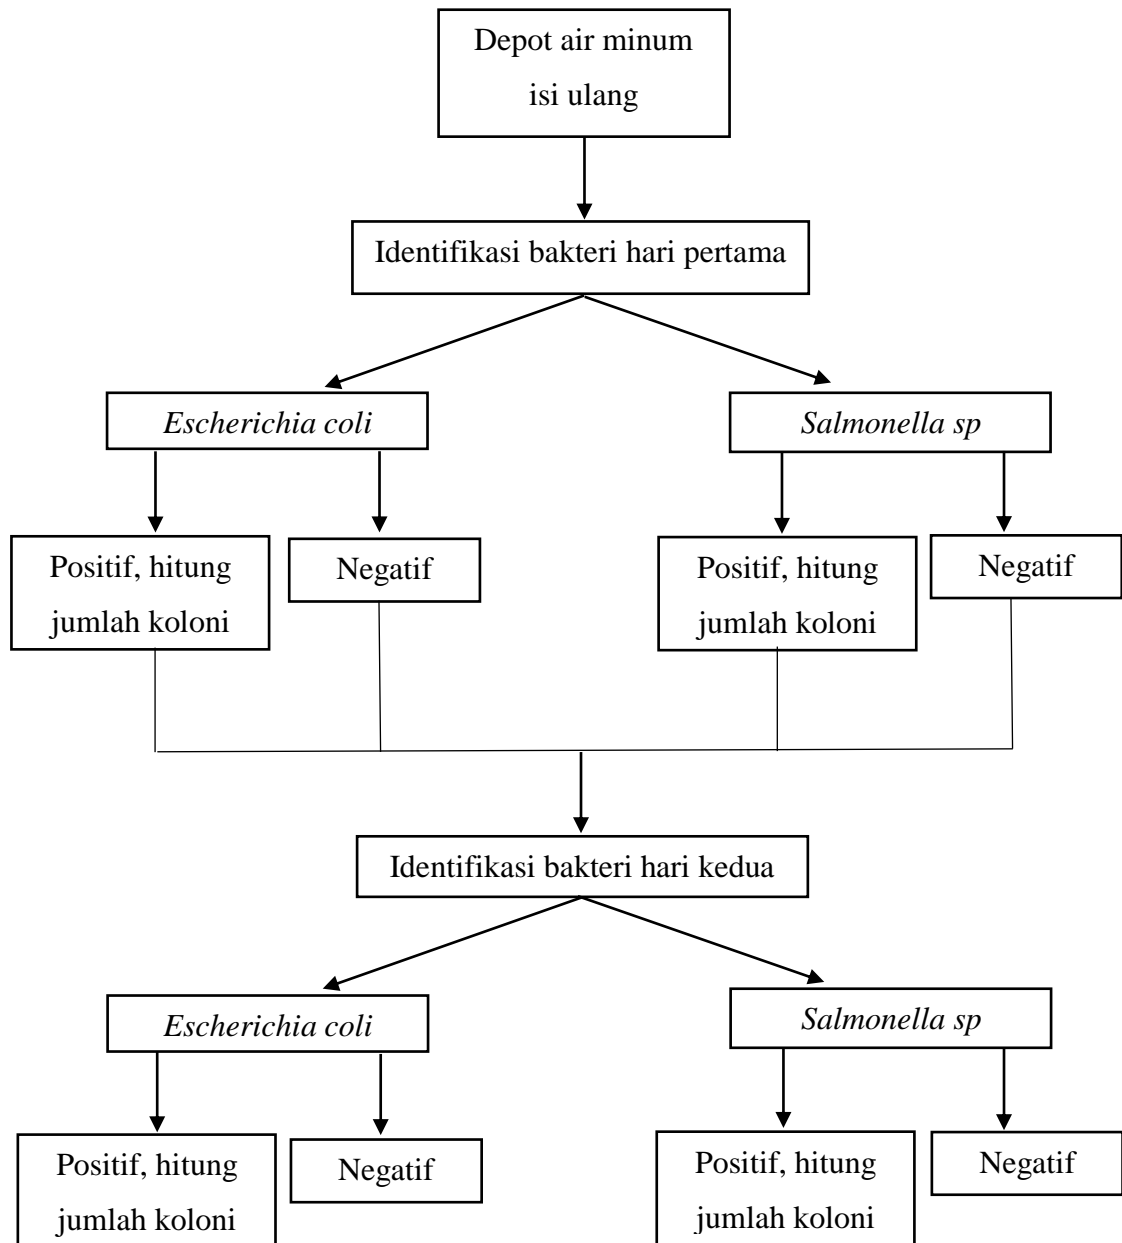 Depot air minum
isi ulang
Identifikasi bakteri hari pertama
Escherichia coli
Salmonella sp
Positif, hitung
jumlah koloni
Negatif
Positif, hitung
jumlah koloni
Negatif
Identifikasi bakteri hari kedua
Escherichia coli
Salmonella sp
Positif, hitung
jumlah koloni
Negatif
Positif, hitung
jumlah koloni
Negatif